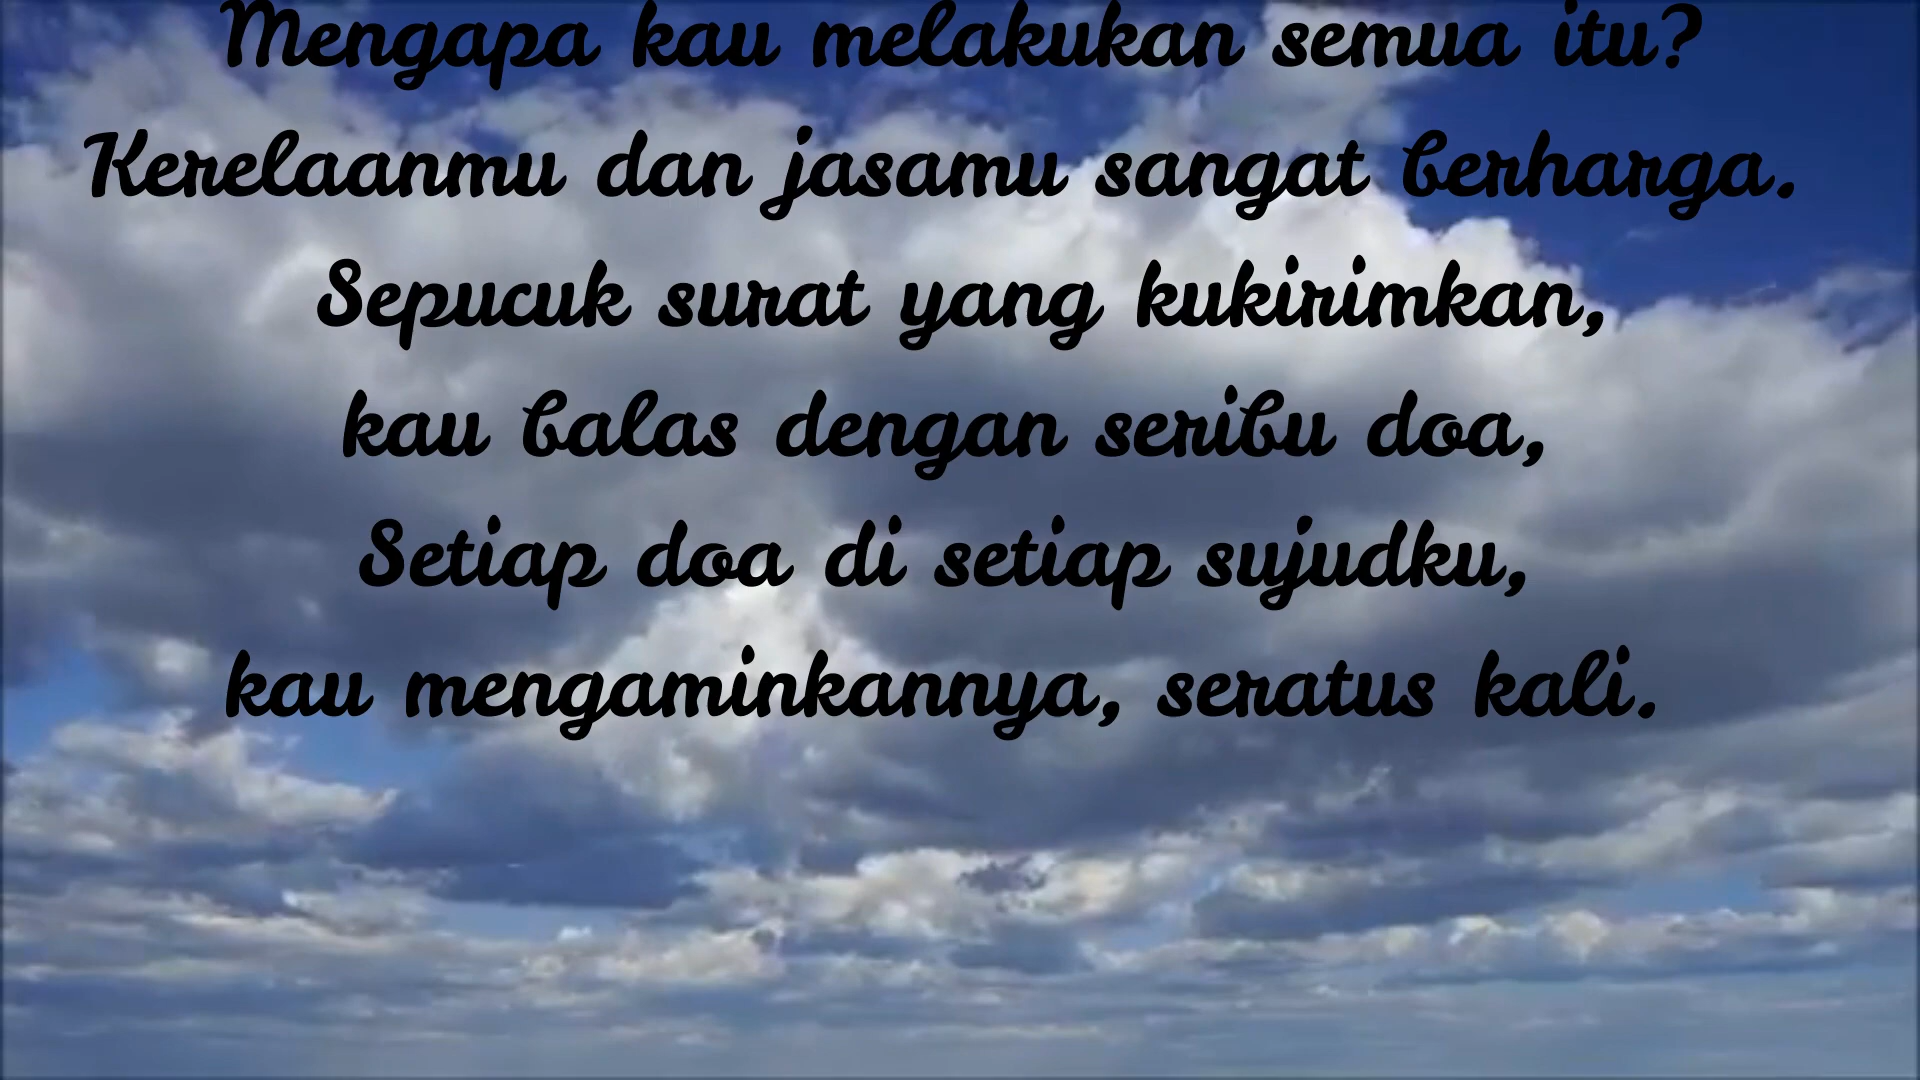 Mengapa kau melakukan semua itu?
Kerelaanmu dan jasamu sangat berharga.
Sepucuk surat yang kukirimkan,
kau balas dengan seribu doa,
Setiap doa di setiap sujudku,
kau mengaminkannya, seratus kali.